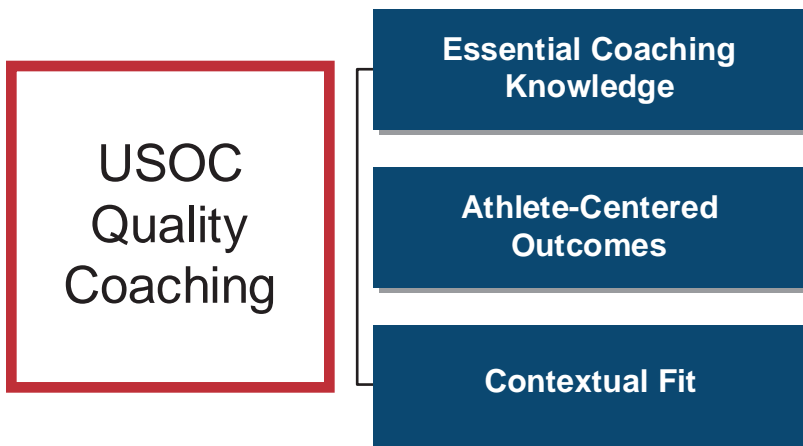 USOC
Quality
Coaching
Essential Coaching
Knowledge
Athlete-Centered
Outcomes
Contextual Fit